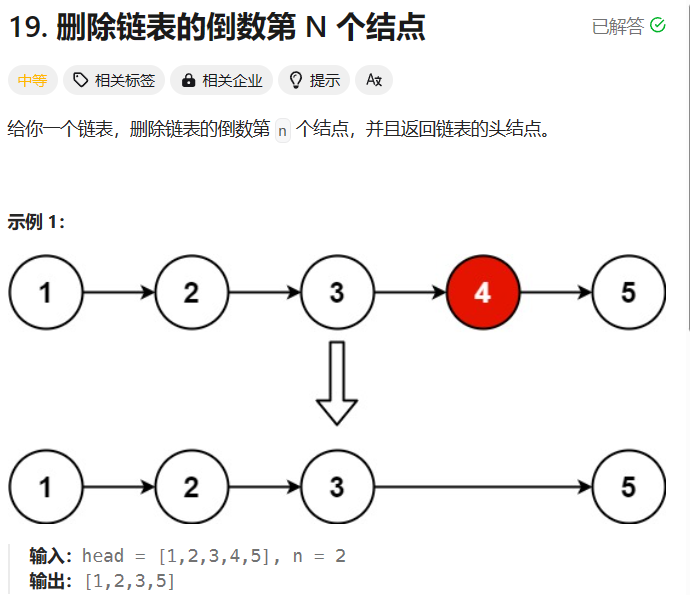 19. 删除链表的倒数第 N 个结点
已解答
中等 相关标签 相关企业 提示 Ax
给你一个链表，删除链表的倒数第 n 个结点，并且返回链表的头结点。
示例 1：
1 2 3 4 5
1 2 3 5
输入：head = [1,2,3,4,5], n = 2
输出：[1,2,3,5]